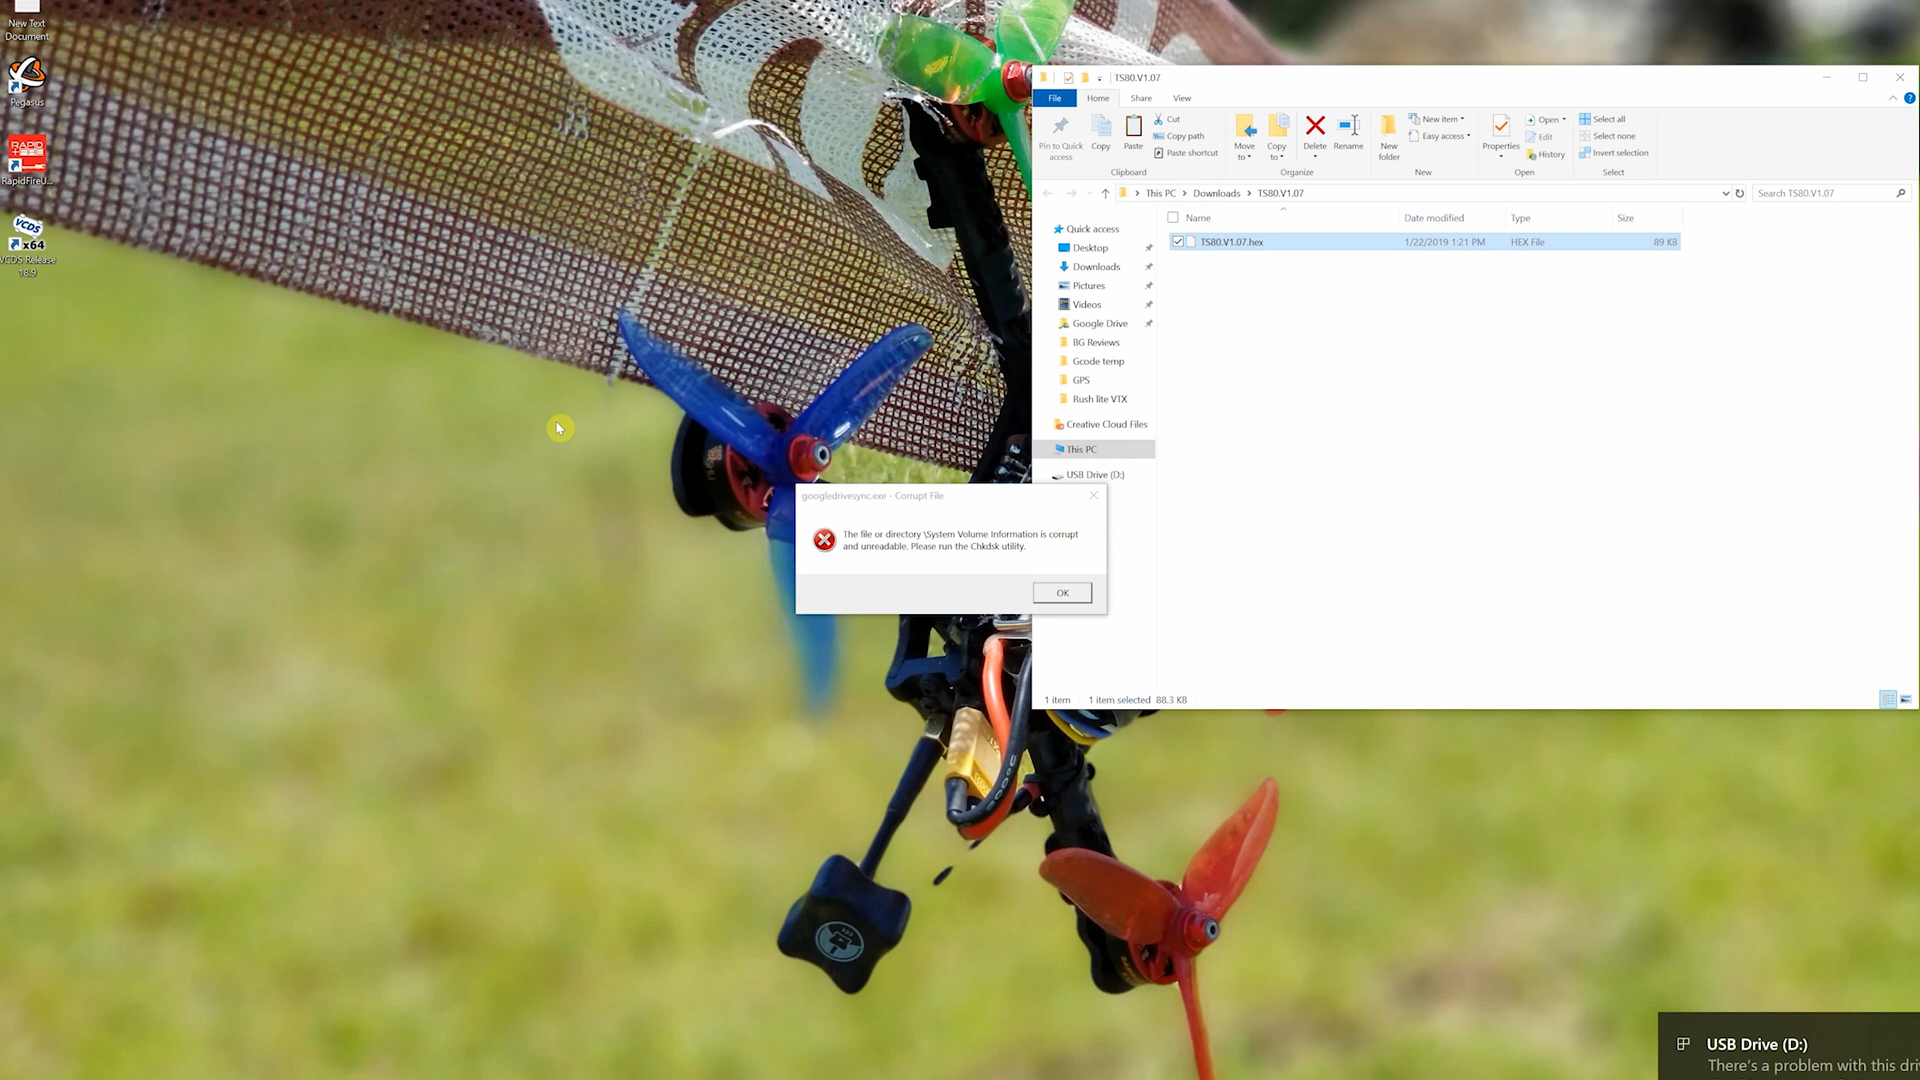 New Text
Document
Pegasus
RAPID
FIRE
RapidFireU...
VCDS
x64
VCDS Release
18.9
TS80.V1.07
File
Home
Share
View
Pin to Quick
access
Copy
Paste
Cut
Copy path
Paste shortcut
Clipboard
Move
to
Copy
to
Delete
Rename
Organize
New
folder
New item
Easy access
New
Properties
Open
Edit
History
Open
Select all
Select none
Invert selection
Select
This PC
Downloads
TS80.V1.07
Search TS80.V1.07
Name
Date modified
Type
Size
TS80.V1.07.hex
1/22/2019 1:21 PM
HEX File
89 KB
Quick access
Desktop
Downloads
Pictures
Videos
Google Drive
BG Reviews
Gcode temp
GPS
Rush lite VTX
Creative Cloud Files
This PC
USB Drive (D:)
googledrivesync.exe - Corrupt File
The file or directory \System Volume Information is corrupt
and unreadable. Please run the Chkdsk utility.
OK
1 item
1 item selected 88.3 KB
USB Drive (D:)
There's a problem with this dri